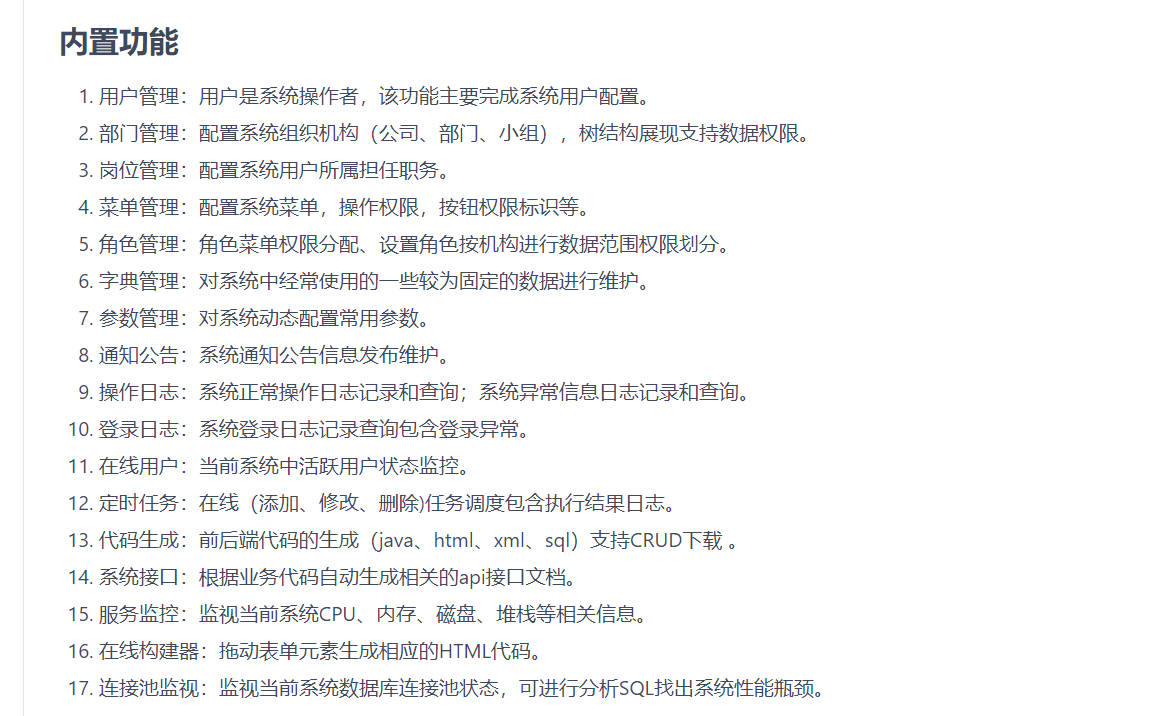 内置功能
1. 用户管理：用户是系统操作者，该功能主要完成系统用户配置。
2. 部门管理：配置系统组织机构（公司、部门、小组），树结构展现支持数据权限。
3. 岗位管理：配置系统用户所属担任职务。
4. 菜单管理：配置系统菜单，操作权限，按钮权限标识等。
5. 角色管理：角色菜单权限分配、设置角色按机构进行数据范围权限划分。
6. 字典管理：对系统中经常使用的一些较为固定的数据进行维护。
7. 参数管理：对系统动态配置常用参数。
8. 通知公告：系统通知公告信息发布维护。
9. 操作日志：系统正常操作日志记录和查询；系统异常信息日志记录和查询。
10. 登录日志：系统登录日志记录查询包含登录异常。
11. 在线用户：当前系统中活跃用户状态监控。
12. 定时任务：在线（添加、修改、删除)任务调度包含执行结果日志。
13. 代码生成：前后端代码的生成（java、html、xml、sql）支持CRUD下载 。
14. 系统接口：根据业务代码自动生成相关的api接口文档。
15. 服务监控：监视当前系统CPU、内存、磁盘、堆栈等相关信息。
16. 在线构建器：拖动表单元素生成相应的HTML代码。
17. 连接池监视：监视当前系统数据库连接池状态，可进行分析SQL找出系统性能瓶颈。